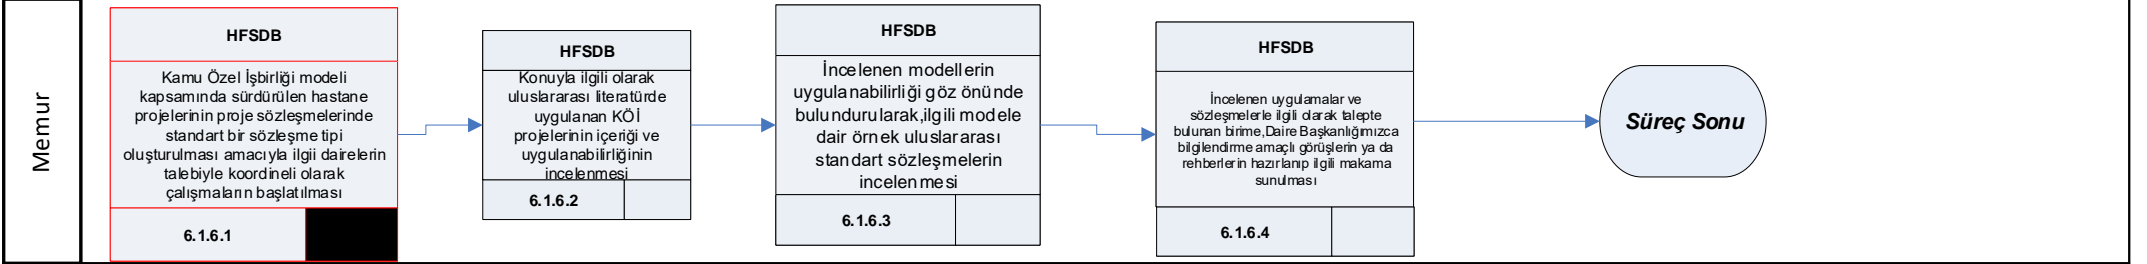 Memur
HFSDB
Kamu Özel İşbirliği modeli
kapsamında sürdürülen hastane
projelerinin proje sözleşmelerinde
standart bir sözleşme tipi
oluşturulması amacıyla ilgii dairelerin
talebiyle koordineli olarak
çalışmaların başlatılması
6.1.6.1
HFSDB
Konuyla ilgili olarak
uluslararası literatürde
uygulanan KÖİ
projelerinin içeriği ve
uygulanabilirliğinin
incelenmesi
6.1.6.2
HFSDB
İncelenen modellerin
uygulanabilirliği göz önünde
bulundurularak,ilgili modele
dair örnek uluslararası
standart sözleşmelerin
incelenmesi
6.1.6.3
HFSDB
İncelenen uygulamalar ve
sözleşmelerle ilgili olarak talepte
bulunan birime,Daire Başkanlığımızca
bilgilendirme amaçlı görüşlerin ya da
rehberlerin hazırlanıp ilgili makama
sunulması
6.1.6.4
Süreç Sonu